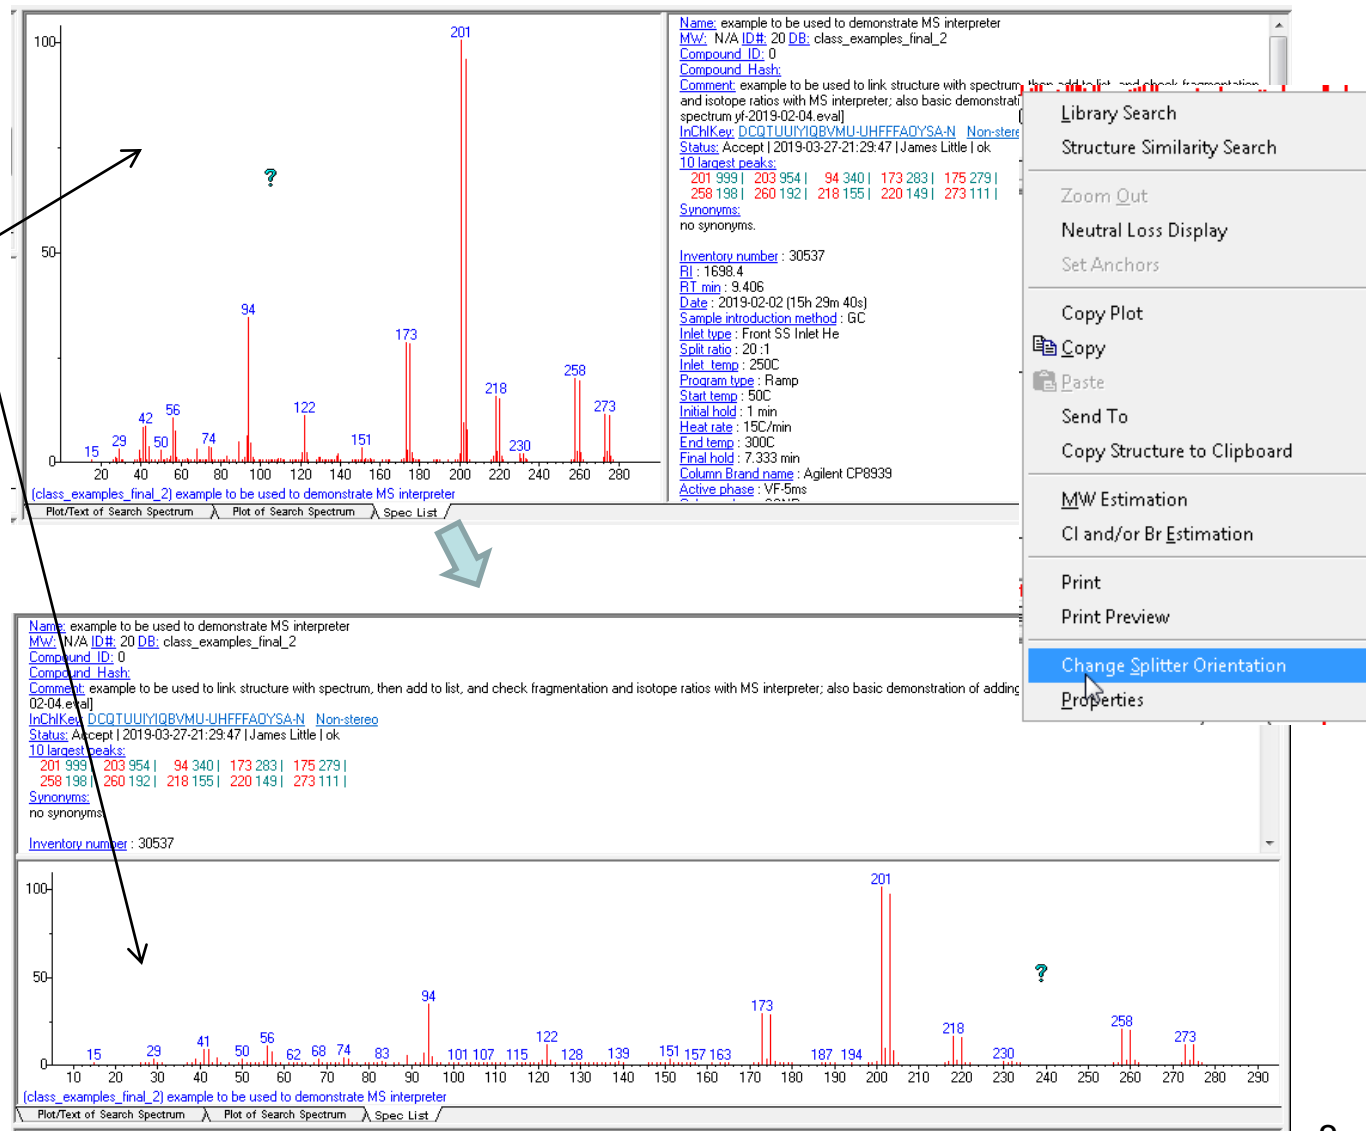 100
50
201
94
173
258
218
273
56
122
42
29
50
74
151
230
15
20 40 60 80 100 120 140 160 180 200 220 240 260 280
(class_examples_final_2) example to be used to demonstrate MS interpreter
Plot/Text of Search Spectrum Plot of Search Spectrum Spec List
Name: example to be used to demonstrate MS interpreter
MW: N/A ID#: 20 DB: class_examples_final_2
Compound ID: 0
Compound Hash:
Comment: example to be used to link structure with spectrum, then add to list, and check fragmentation
and isotope ratios with MS interpreter; also basic demonstrati
spectrum yf-2019-02-04.eval]
InChIKey: DCQTUUIYIQBVMU-UHFFFAOYSA-N Non-stere
Status: Accept | 2019-03-27-21:29:47 | James Little | ok
10 largest peaks:
201 999 | 203 954 | 94 340 | 173 283 | 175 279 |
258 198 | 260 192 | 218 155 | 220 149 | 273 111 |
Synonyms:
no synonyms.
Inventory number : 30537
RI : 1698.4
RT min : 9.406
Date : 2019-02-02 (15h 29m 40s)
Sample introduction method : GC
Inlet type : Front SS Inlet He
Split ratio : 20 :1
Inlet temp : 250C
Program type : Ramp
Start temp : 50C
Initial hold : 1 min
Heat rate : 15C/min
End temp : 300C
Final hold : 7.333 min
Column Brand name : Agilent CP8939
Active phase : VF-5ms
Library Search
Structure Similarity Search
Zoom Out
Neutral Loss Display
Set Anchors
Copy Plot
Copy
Paste
Send To
Copy Structure to Clipboard
MW Estimation
Cl and/or Br Estimation
Print
Print Preview
Change Splitter Orientation
Properties
Name: example to be used to demonstrate MS interpreter
MW: N/A ID#: 20 DB: class_examples_final_2
Compound ID: 0
Compound Hash:
Comment: example to be used to link structure with spectrum, then add to list, and check fragmentation and isotope ratios with MS interpreter; also basic demonstration of adding
02-04.eval]
InChIKey: DCQTUUIYIQBVMU-UHFFFAOYSA-N Non-stereo
Status: Accept | 2019-03-27-21:29:47 | James Little | ok
10 largest peaks:
201 999 | 203 954 | 94 340 | 173 283 | 175 279 |
258 198 | 260 192 | 218 155 | 220 149 | 273 111 |
Synonyms:
no synonyms.
Inventory number : 30537
100
50
0
201
94
173
218
258
273
15 29 41 50 56 62 68 74 83 101 107 115 122 128 139 151 157 163 187 194 230
10 20 30 40 50 60 70 80 90 100 110 120 130 140 150 160 170 180 190 200 210 220 230 240 250 260 270 280 290
(class_examples_final_2) example to be used to demonstrate MS interpreter
Plot/Text of Search Spectrum Plot of Search Spectrum Spec List